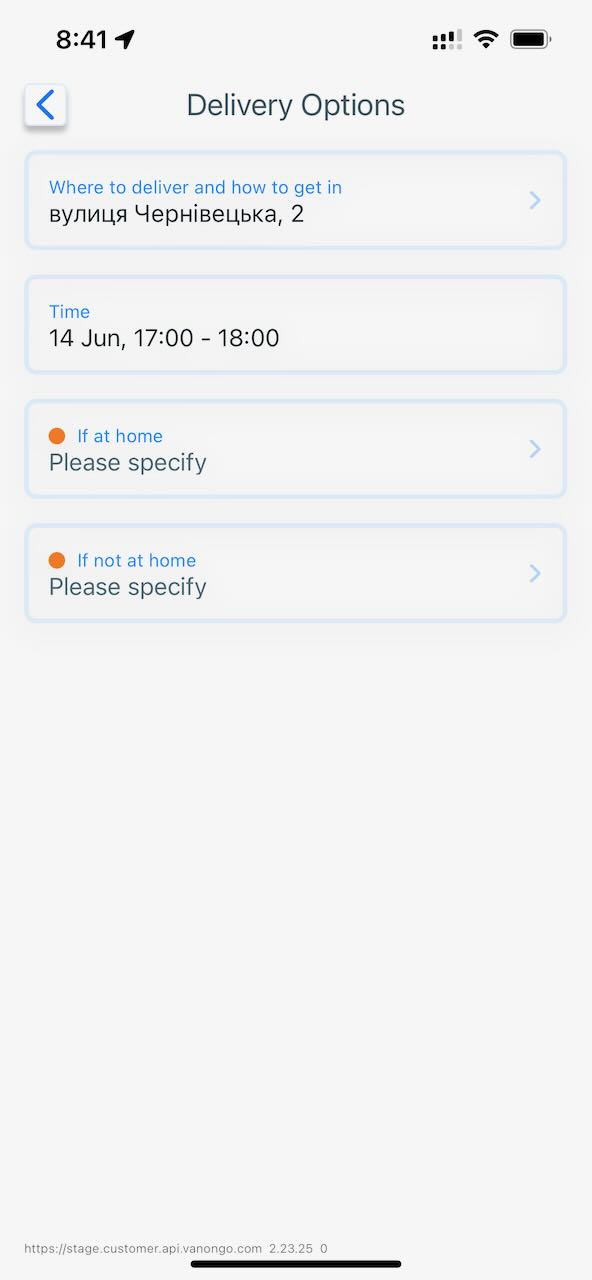 8:41
Delivery Options
Where to deliver and how to get in
вулиця Чернівецька, 2
Time
14 Jun, 17:00 - 18:00
If at home
Please specify
If not at home
Please specify
https://stage.customer.api.vanongo.com 2.23.25 0